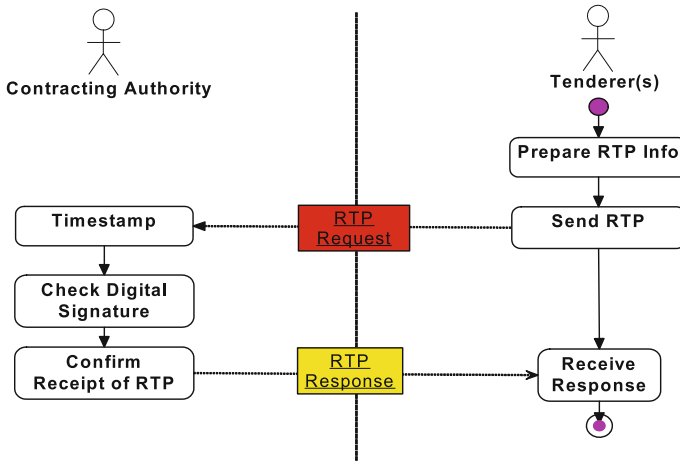 Contracting Authority
Tenderer(s)
Prepare RTP Info
Timestamp
RTP
Request
Send RTP
Check Digital
Signature
Confirm
Receipt of RTP
RTP
Response
Receive
Response